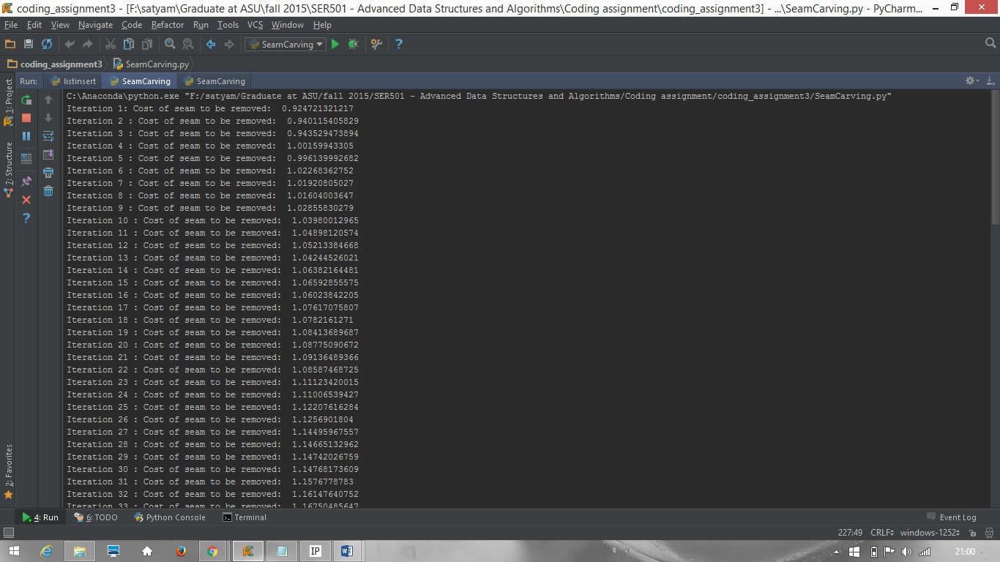 coding_assignment3 - [F:\satyam\Graduate at ASU\fall 2015\SER501 - Advanced Data Structures and Algorithms\Coding assignment\coding_assignment3] - ...\SeamCarving.py - PyCharm...
File Edit View Navigate Code Refactor Run Tools VCS Window Help
SeamCarving
coding_assignment3 SeamCarving.py
Run: listinsert SeamCarving SeamCarving
1: Project
7: Structure
2: Favorites
C:\Anaconda\python.exe "F:/satyam/Graduate at ASU/fall 2015/SER501 - Advanced Data Structures and Algorithms/Coding assignment/coding_assignment3/SeamCarving.py"
Iteration 1: Cost of seam to be removed:  0.924721321217
Iteration 2 : Cost of seam to be removed:  0.940115405829
Iteration 3 : Cost of seam to be removed:  0.943529473894
Iteration 4 : Cost of seam to be removed:  1.00159943305
Iteration 5 : Cost of seam to be removed:  0.996139992682
Iteration 6 : Cost of seam to be removed:  1.02268362752
Iteration 7 : Cost of seam to be removed:  1.01920805027
Iteration 8 : Cost of seam to be removed:  1.01604003647
Iteration 9 : Cost of seam to be removed:  1.02855830279
Iteration 10 : Cost of seam to be removed:  1.03980012965
Iteration 11 : Cost of seam to be removed:  1.04898120574
Iteration 12 : Cost of seam to be removed:  1.05213384668
Iteration 13 : Cost of seam to be removed:  1.04244526021
Iteration 14 : Cost of seam to be removed:  1.06382164481
Iteration 15 : Cost of seam to be removed:  1.06592855575
Iteration 16 : Cost of seam to be removed:  1.06023842205
Iteration 17 : Cost of seam to be removed:  1.07617075807
Iteration 18 : Cost of seam to be removed:  1.0782161271
Iteration 19 : Cost of seam to be removed:  1.08413689687
Iteration 20 : Cost of seam to be removed:  1.08775090672
Iteration 21 : Cost of seam to be removed:  1.09136489366
Iteration 22 : Cost of seam to be removed:  1.08587468725
Iteration 23 : Cost of seam to be removed:  1.11123420015
Iteration 24 : Cost of seam to be removed:  1.11006539427
Iteration 25 : Cost of seam to be removed:  1.12207616284
Iteration 26 : Cost of seam to be removed:  1.1256901804
Iteration 27 : Cost of seam to be removed:  1.14495967557
Iteration 28 : Cost of seam to be removed:  1.14665132962
Iteration 29 : Cost of seam to be removed:  1.14742026759
Iteration 30 : Cost of seam to be removed:  1.14768173609
Iteration 31 : Cost of seam to be removed:  1.1576778783
Iteration 32 : Cost of seam to be removed:  1.16147640752
Iteration 33 : Cost of seam to be removed:  1.16750485647
4: Run 6: TODO Python Console Terminal Event Log
227:49 CRLF windows-1252
IP 21:00